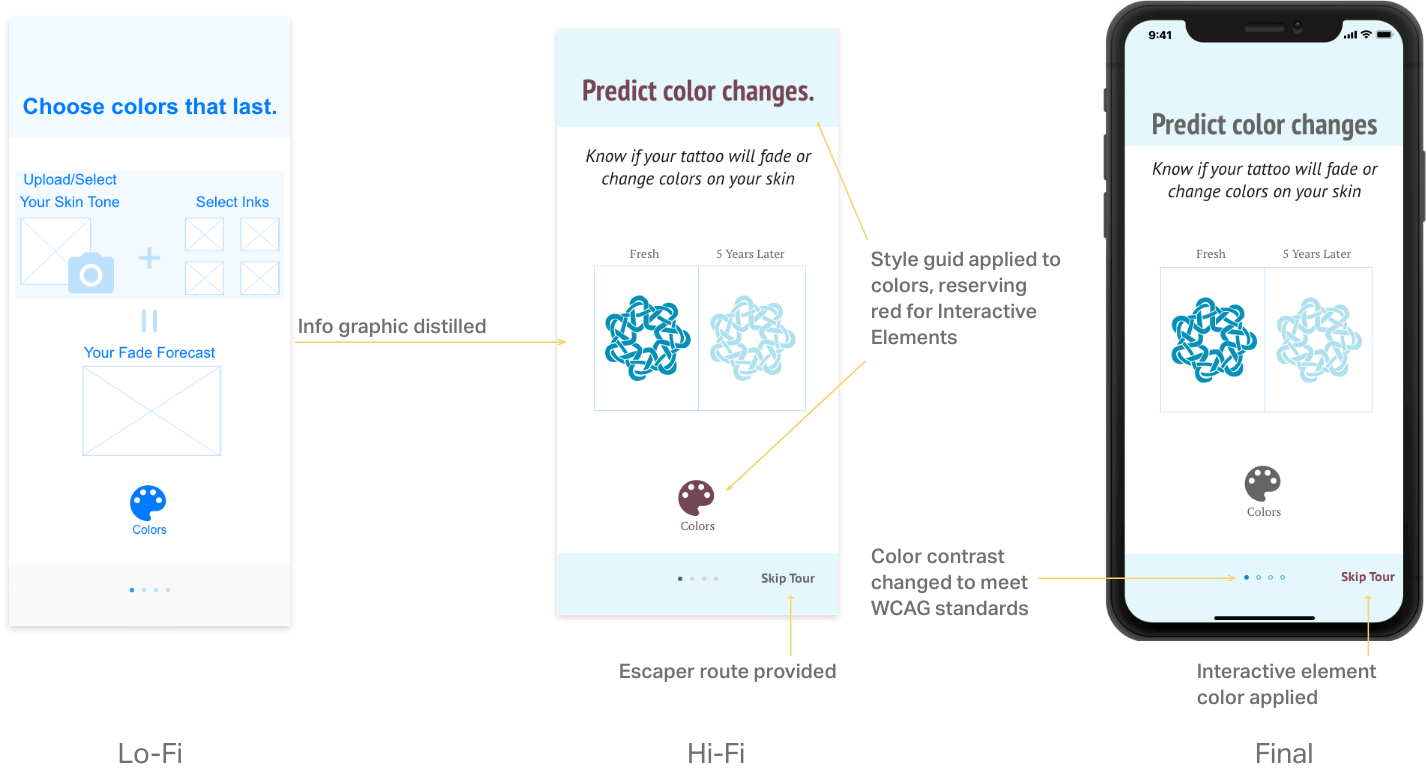 Choose colors that last.
Upload/Select
Your Skin Tone
Select Inks
Your Fade Forecast
Colors
Lo-Fi
Info graphic distilled
Predict color changes.
Know if your tattoo will fade or
change colors on your skin
Fresh
5 Years Later
Colors
Skip Tour
Escaper route provided
Hi-Fi
Style guid applied to
colors, reserving
red for Interactive
Elements
Color contrast
changed to meet
WCAG standards
9:41
Predict color changes
Know if your tattoo will fade or
change colors on your skin
Fresh
5 Years Later
Colors
Skip Tour
Interactive element
color applied
Final